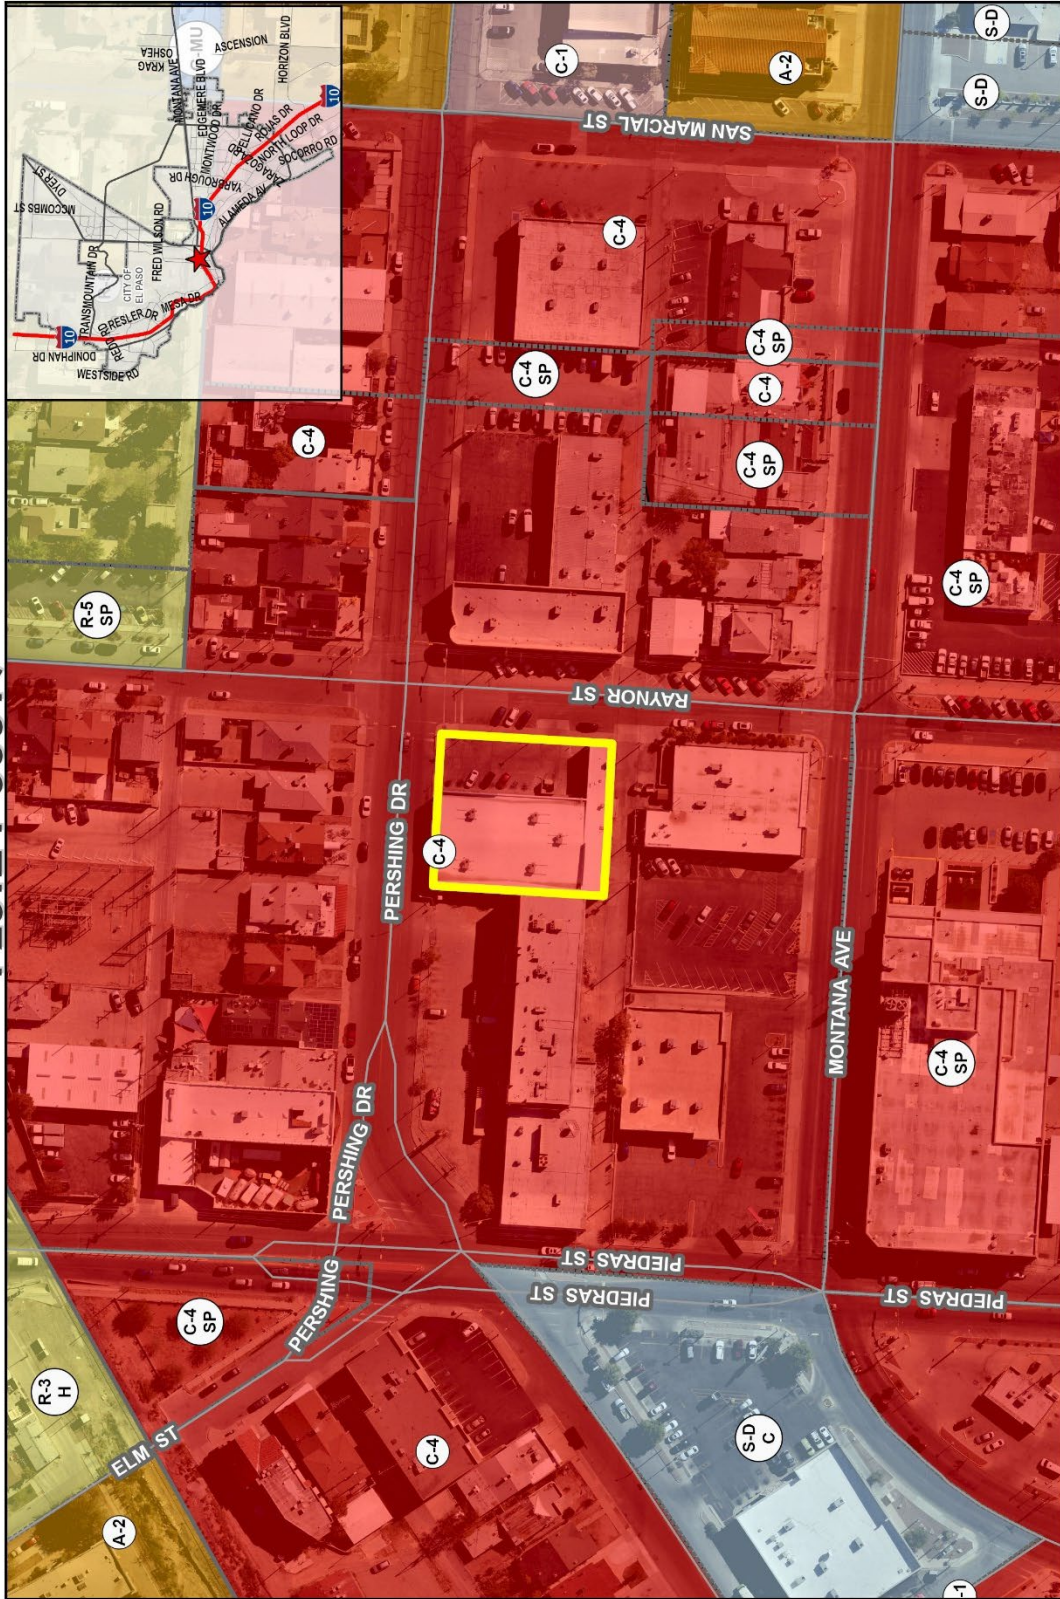 KRAG
OSHEA
MONTANA AVE
EDGEMERE BLVD
G-MU
ASCENSION
HORIZON BLVD
DYER ST
MCCOMBS ST
MONTWOOD DR
PELLICANO DR
ROJAS DR
NORTH LOOP DR
SOCORRO RD
YARBROUGH DR
ALAMEDA AV
10
10
10
FRED WILSON RD
CITY OF
EL PASO
TRANSMOUNTAIN DR
MESA DR
RESLER DR
REDD RD
DONIPHAN DR
WESTSIDE RD
C-1
A-2
S-D
S-D
SAN MARCIAL ST
C-4
C-4
SP
C-4
SP
C-4
C-4
SP
C-4
R-5
SP
C-4
SP
RAYNOR ST
PERSHING DR
C-4
MONTANA AVE
C-4
SP
PERSHING DR
PERSHING
PIEDRAS ST
PIEDRAS ST
PIEDRAS ST
C-4
SP
R-3
H
ELM ST
A-2
C-4
S-D
C